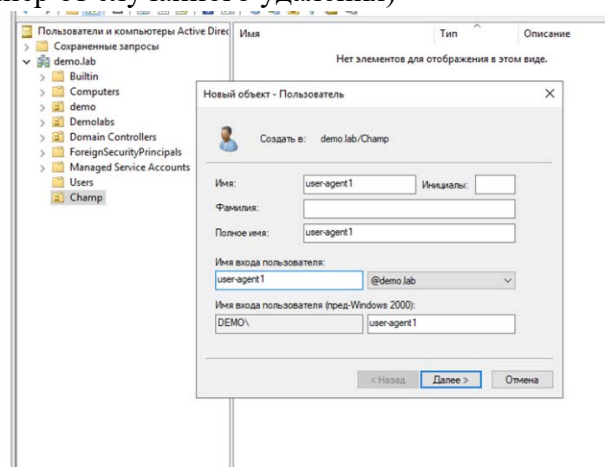 от случайного удаления)
Пользователи и компьютеры Active Direc
Сохраненные запросы
demo.lab
Builtin
Computers
demo
Demolabs
Domain Controllers
ForeignSecurityPrincipals
Managed Service Accounts
Users
Champ
Имя Тип Описание
Нет элементов для отображения в этом виде.
Новый объект - Пользователь
Создать в: demo.lab/Champ
Имя: user-agent1 Инициалы:
Фамилия:
Полное имя: user-agent1
Имя входа пользователя:
user-agent1 @demo.lab
Имя входа пользователя (пред-Windows 2000):
DEMO\ user-agent1
< Назад Далее > Отмена